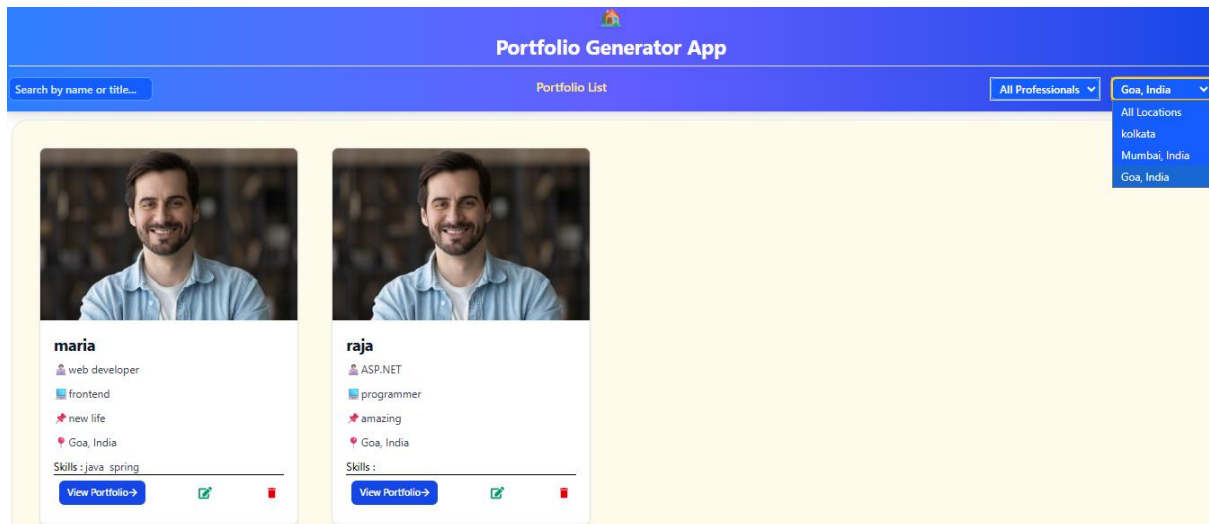 Portfolio Generator App
Search by name or title...
Portfolio List
All Professionals
Goa, India
All Locations
kolkata
Mumbai, India
Goa, India
maria
web developer
frontend
new life
Goa, India
Skills : java spring
View Portfolio→
raja
ASP.NET
programmer
amazing
Goa, India
Skills :
View Portfolio→